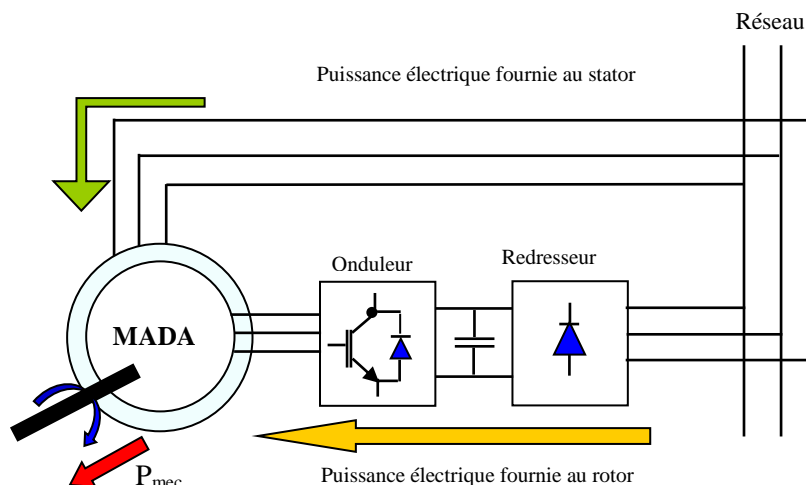 Réseau
Puissance électrique fournie au stator
Onduleur
Redresseur
MADA
Pmec
Puissance électrique fournie au rotor